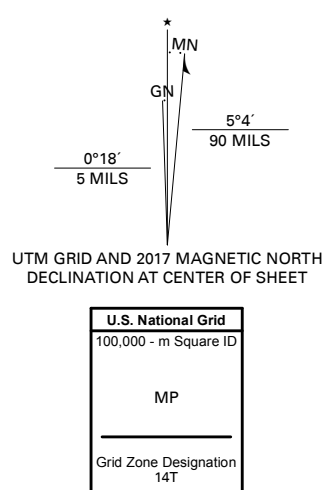 ★
MN
GN
5°4´
90 MILS
0°18´
5 MILS
UTM GRID AND 2017 MAGNETIC NORTH
DECLINATION AT CENTER OF SHEET
U.S. National Grid
100,000 - m Square ID
MP
Grid Zone Designation
14T